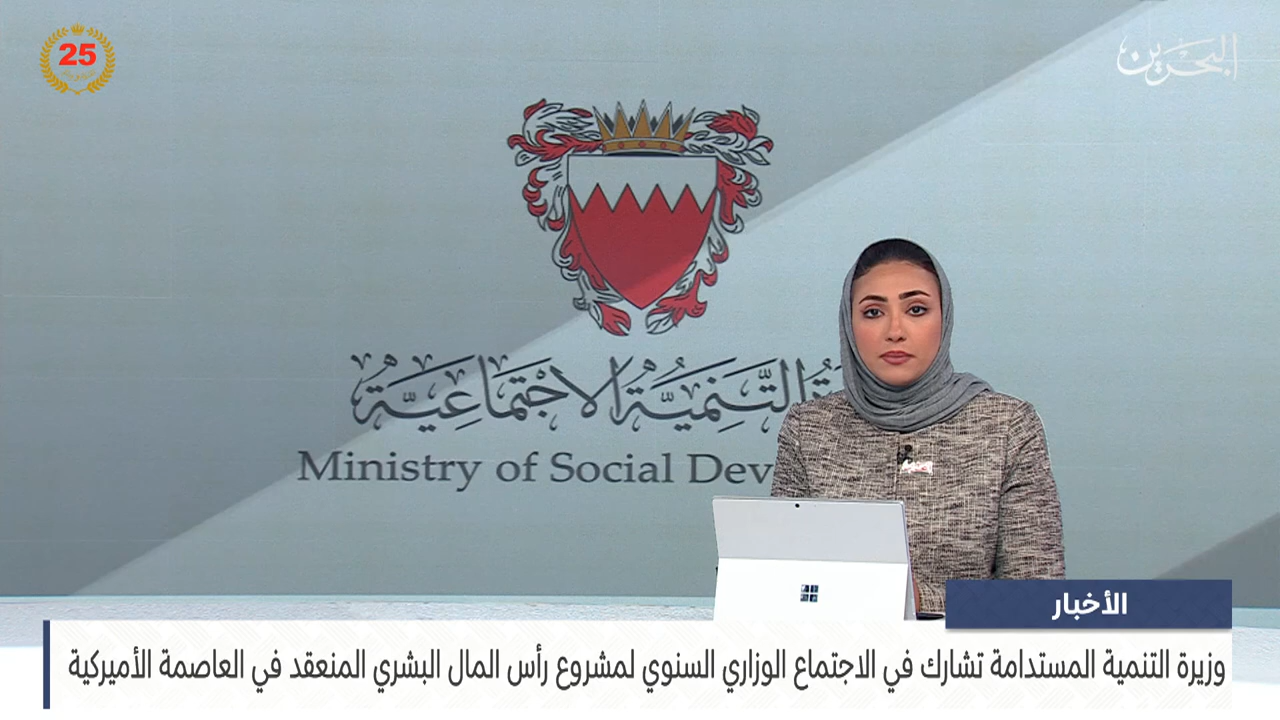 25
البحرين
ـة التنمية الاجتماعية
Ministry of Social Dev
الأخبار
وزيرة التنمية المستدامة تشارك في الاجتماع الوزاري السنوي لمشروع رأس المال البشري المنعقد في العاصمة الأميركية